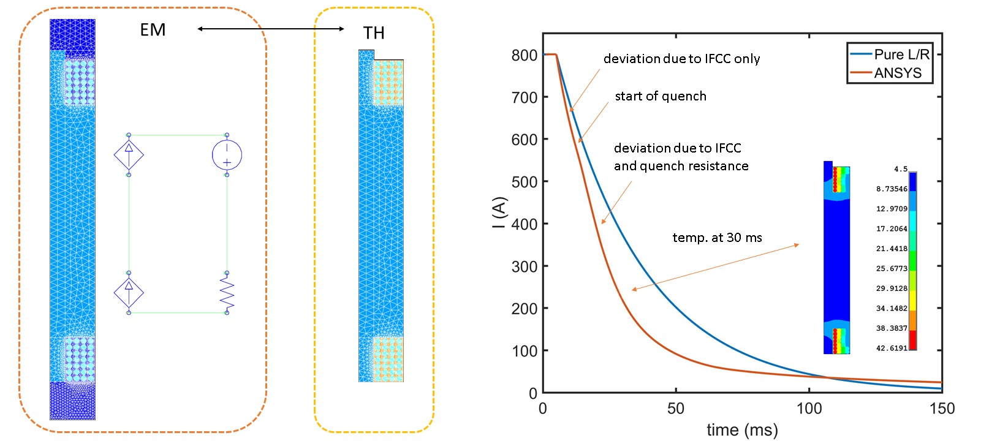 EM
TH
I (A)
800
700
600
500
400
300
200
100
0
0
50
100
150
time (ms)
Pure L/R
ANSYS
deviation due to IFCC only
start of quench
deviation due to IFCC
and quench resistance
temp. at 30 ms
4.5
8.73546
12.9709
17.2064
21.4418
25.6773
29.9128
34.1482
38.3837
42.6191